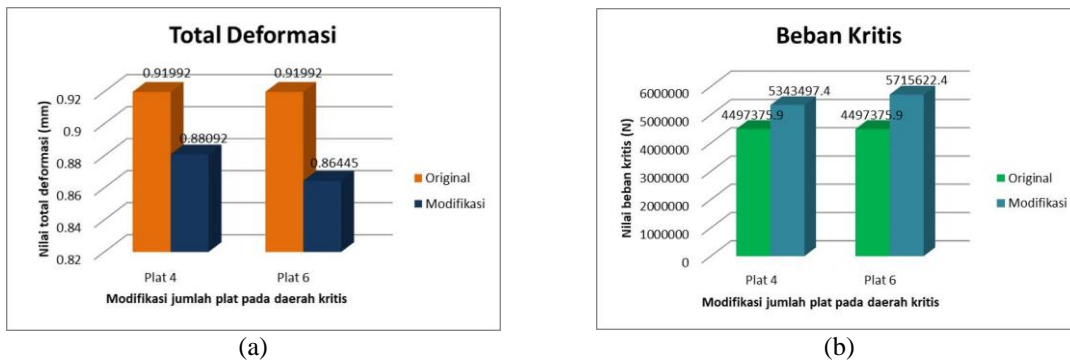 Total Deformasi
0.91992
0.91992
0.92
0.88092
0.9
0.86445
0.88
0.86
0.84
0.82
Nilai total deformasi (mm)
Original
Modifikasi
Plat 4
Plat 6
Modifikasi jumlah plat pada daerah kritis
(a)
Beban Kritis
5715622.4
5343497.4
4497375.9
4497375.9
6000000
5000000
4000000
3000000
2000000
1000000
0
Nilai beban kritis (N)
Original
Modifikasi
Plat 4
Plat 6
Modifikasi jumlah plat pada daerah kritis
(b)